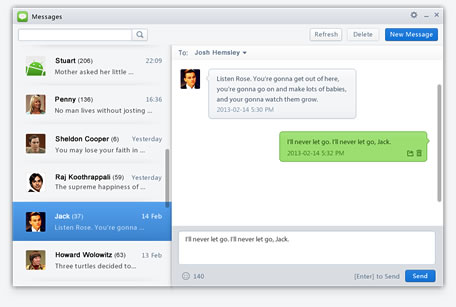 Messages
Refresh
Delete
New Message
Stuart (206)
22:09
Mother asked her little ...
Penny (136)
16:36
No man lives without josting ...
Sheldon Cooper (6)
Yesterday
You may lose your faith in ...
Raj Koothrappali (59)
Yesterday
The supreme happiness of ...
Jack (37)
14 Feb
Listen Rose. You're gonna ...
Howard Wolowitz (63)
13 Feb
Three turtles decided to...
To: Josh Hemsley
Listen Rose. You're gonna get out of here,
you're gonna go on and make lots of babies,
and your gonna watch them grow.
2013-02-14 5:30 PM
I'll never let go. I'll never let go, Jack.
2013-02-14 5:32 PM
I'll never let go. I'll never let go, Jack.
140
[Enter] to Send
Send